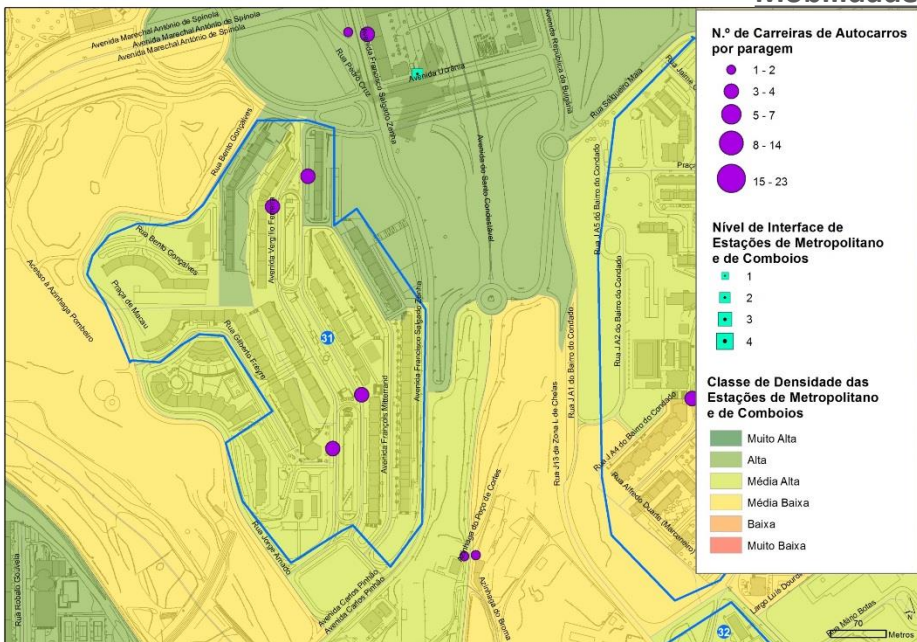 Avenida Marechal António de Spínola
Avenida Marechal António de Spínola
Avenida Marechal António de Spínola
Rua Pedro Cruz
Avenida Francisco Salgado Zenha
Avenida Ucrânia
Avenida República da Bulgária
Rua Salgueiro Maia
Rua Bento Gonçalves
Avenida do Santo Condestável
Rua J A5 do Bairro do Condado
Rua Bento Gonçalves
Avenida Vergílio Ferreira
Acesso à Azinhaga Pombeiro
Praça de Macau
Rua Gilberto Freyre
31
Avenida Francisco Salgado Zenha
Rua J A2 do Bairro do Condado
Avenida François Mitterrand
Rua J A1 do Bairro do Condado
Rua J13 da Zona L de Chelas
Rua J A4 do Bairro do Condado
Rua Alfredo Duarte (Marceneiro)
Azinhaga do Poço de Cortes
Rua Jorge Amado
Avenida Carlos Pinhão
Avenida Carlos Pinhão
Azinhaga do Broma
Rua Robalo Gouveia
Rua Mário Botas
32
N.º de Carreiras de Autocarros
por paragem
1 - 2
3 - 4
5 - 7
8 - 14
15 - 23
Nível de Interface de
Estações de Metropolitano
e de Comboios
1
2
3
4
Classe de Densidade das
Estações de Metropolitano
e de Comboios
Muito Alta
Alta
Média Alta
Média Baixa
Baixa
Muito Baixa
70
Metros